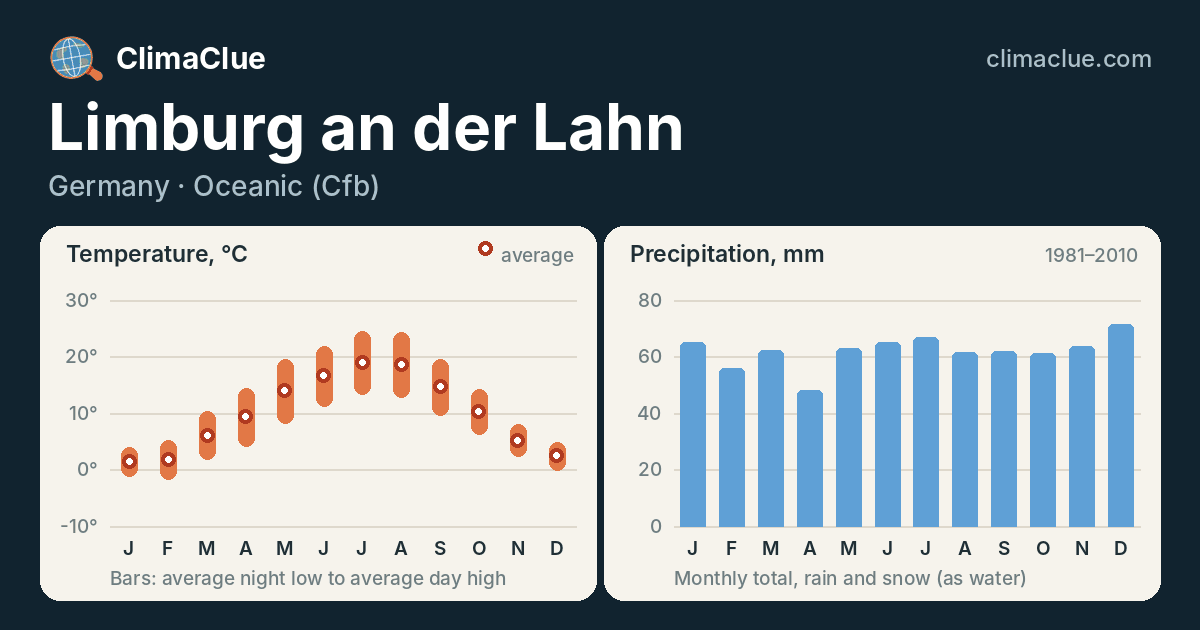 ClimaClue
climaclue.com
Limburg an der Lahn
Germany · Oceanic (Cfb)
Temperature, °C
average
30°
20°
10°
0°
-10°
J F M A M J J A S O N D
Bars: average night low to average day high
Precipitation, mm
1981–2010
80
60
40
20
0
J F M A M J J A S O N D
Monthly total, rain and snow (as water)